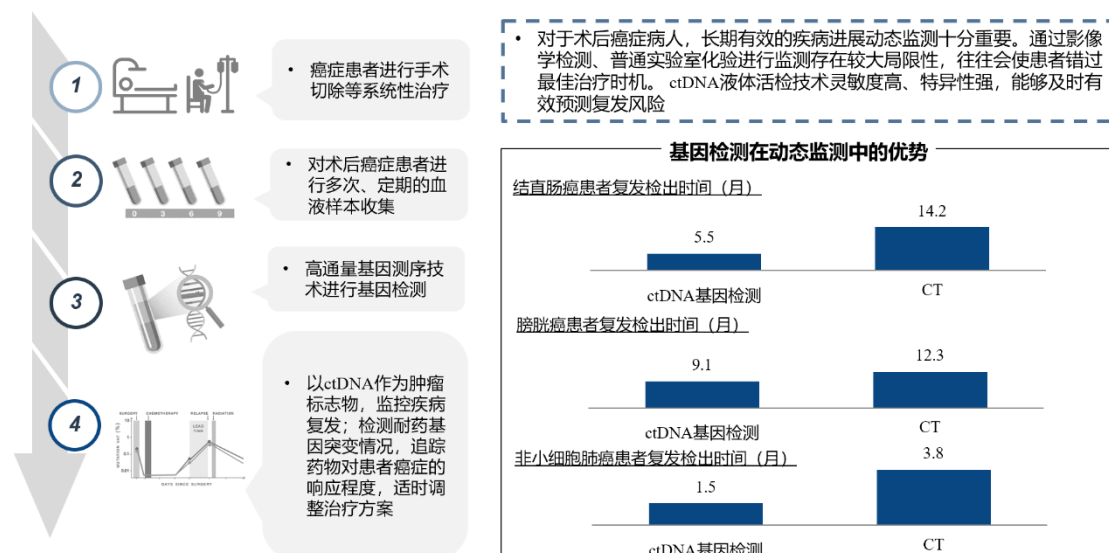 1
• 癌症患者进行手术
切除等系统性治疗
2
0 3 6 9
• 对术后癌症患者进
行多次、定期的血
液样本收集
3
• 高通量基因测序技
术进行基因检测
4
SURGERY CHEMOTHERAPY RELAPSE RADIATION
LEAD
TIME
DAYS SINCE SURGERY
• 以ctDNA作为肿瘤
标志物，监控疾病
复发；检测耐药基
因突变情况，追踪
药物对患者癌症的
响应程度，适时调
整治疗方案
• 对于术后癌症病人，长期有效的疾病进展动态监测十分重要。通过影像
学检测、普通实验室化验进行监测存在较大局限性，往往会使患者错过
最佳治疗时机。 ctDNA液体活检技术灵敏度高、特异性强，能够及时有
效预测复发风险
基因检测在动态监测中的优势
结直肠癌患者复发检出时间（月）
5.5
14.2
ctDNA基因检测
CT
膀胱癌患者复发检出时间（月）
9.1
12.3
ctDNA基因检测
CT
非小细胞肺癌患者复发检出时间（月）
1.5
3.8
ctDNA基因检测
CT